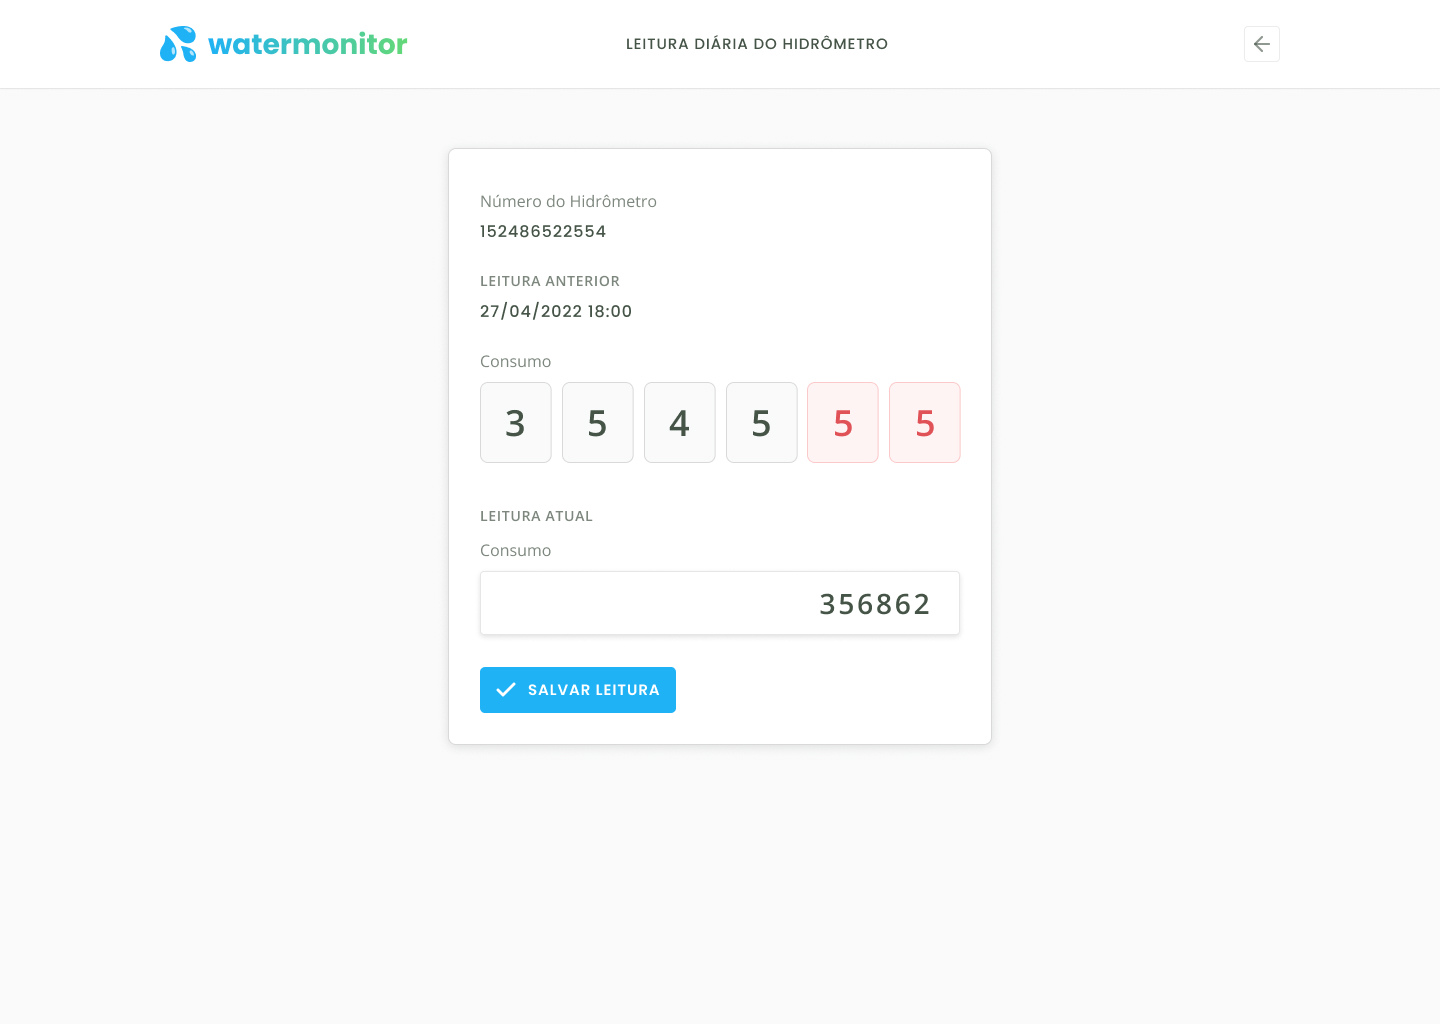 watermonitor
LEITURA DIÁRIA DO HIDRÔMETRO
Número do Hidrômetro
152486522554
LEITURA ANTERIOR
27/04/2022 18:00
Consumo
3 5 4 5 5 5
LEITURA ATUAL
Consumo
356862
SALVAR LEITURA